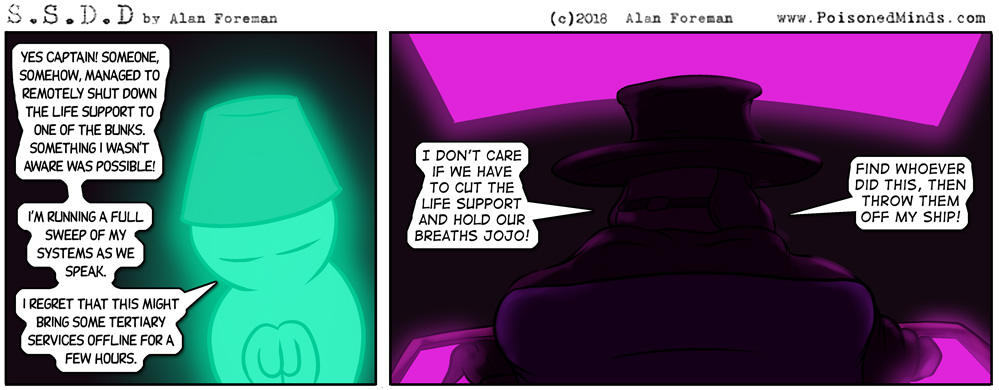 S.S.D.D by Alan Foreman (c)2018 Alan Foreman www.PoisonedMinds.com
YES CAPTAIN! SOMEONE,
SOMEHOW, MANAGED TO
REMOTELY SHUT DOWN
THE LIFE SUPPORT TO
ONE OF THE BUNKS.
SOMETHING I WASN'T
AWARE WAS POSSIBLE!
I'M RUNNING A FULL
SWEEP OF MY
SYSTEMS AS WE
SPEAK.
I REGRET THAT THIS MIGHT
BRING SOME TERTIARY
SERVICES OFFLINE FOR A
FEW HOURS.
I DON'T CARE
IF WE HAVE
TO CUT THE
LIFE SUPPORT
AND HOLD OUR
BREATHS JOJO!
FIND WHOEVER
DID THIS, THEN
THROW THEM
OFF MY SHIP!